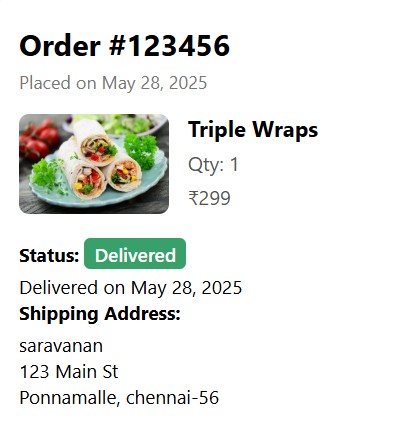 Order #123456
Placed on May 28, 2025
Triple Wraps
Qty: 1
₹299
Status: Delivered
Delivered on May 28, 2025
Shipping Address:
saravanan
123 Main St
Ponnamalle, chennai-56